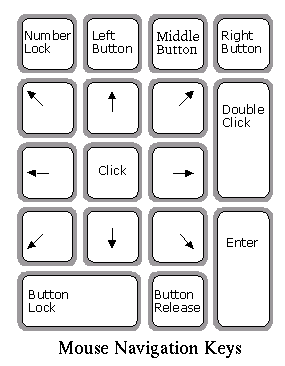 Number
Lock
Left
Button
Middle
Button
Right
Button
Double
Click
Click
Enter
Button
Lock
Button
Release
Mouse Navigation Keys